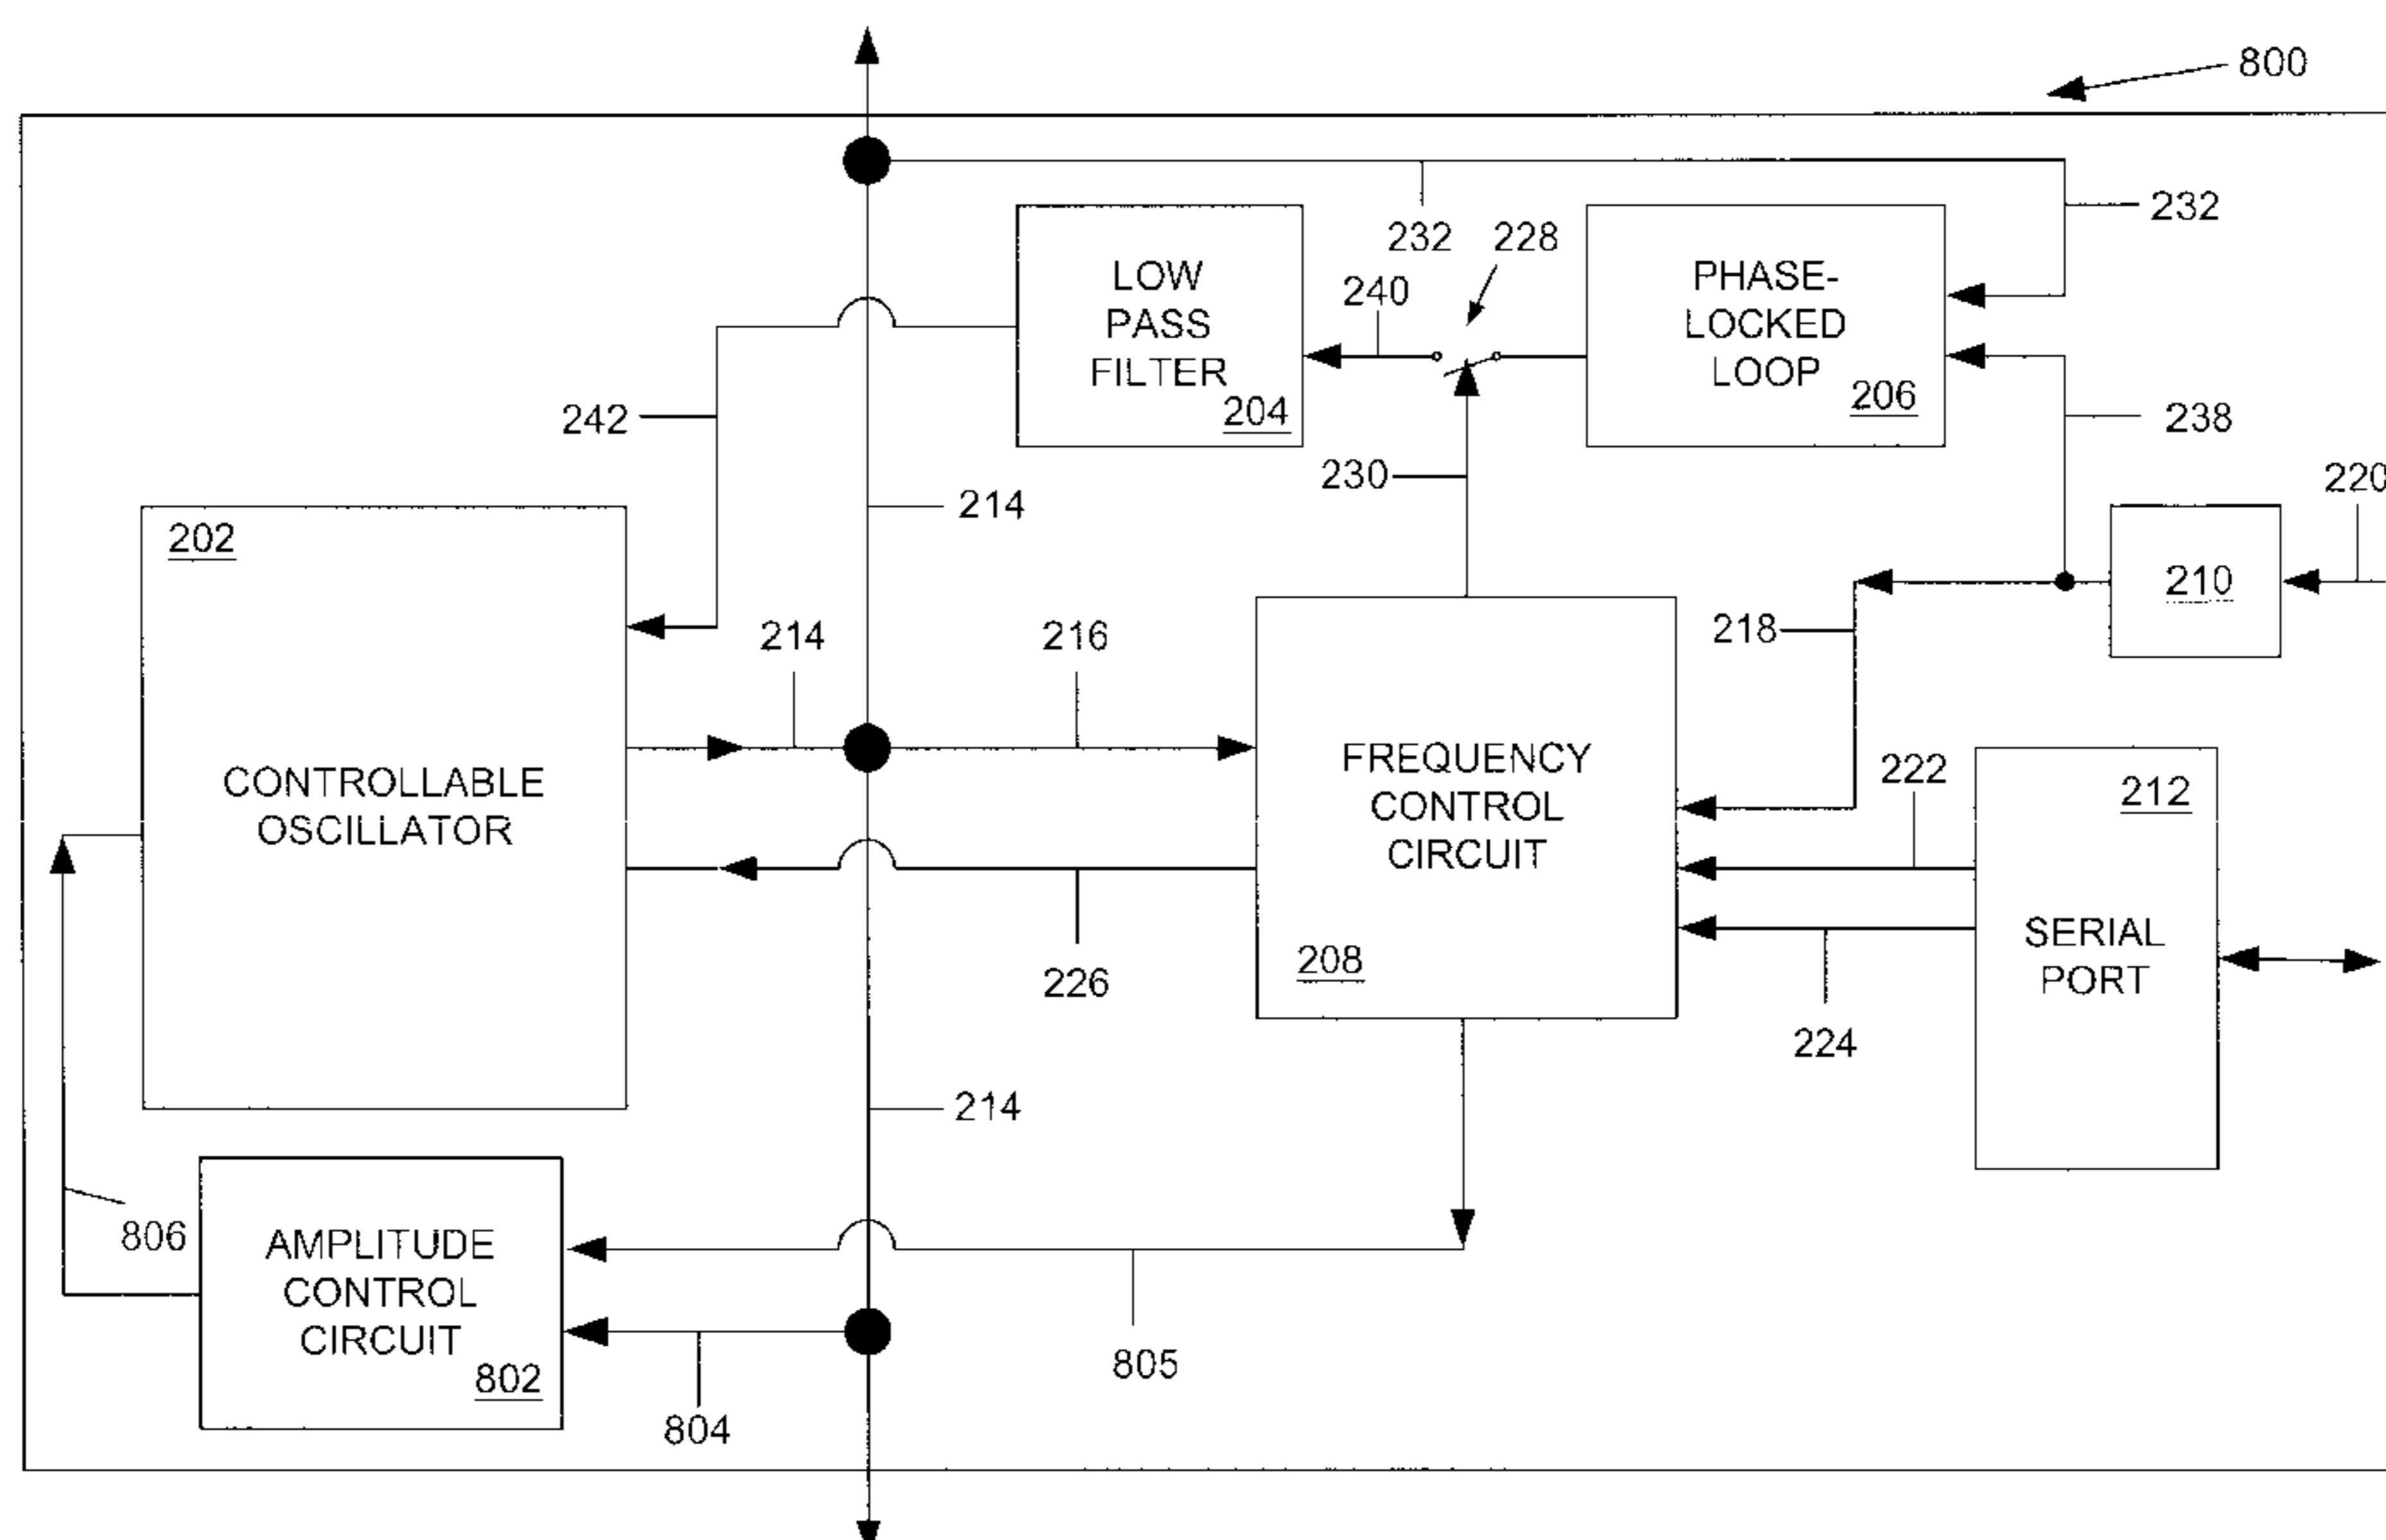 800
232
232
228
240
LOW
PASS
FILTER
204
PHASE-
LOCKED
LOOP
206
242
238
230
220
214
202
210
218
214
216
CONTROLLABLE
OSCILLATOR
FREQUENCY
CONTROL
CIRCUIT
208
222
212
SERIAL
PORT
226
224
214
806
AMPLITUDE
CONTROL
CIRCUIT
802
805
804